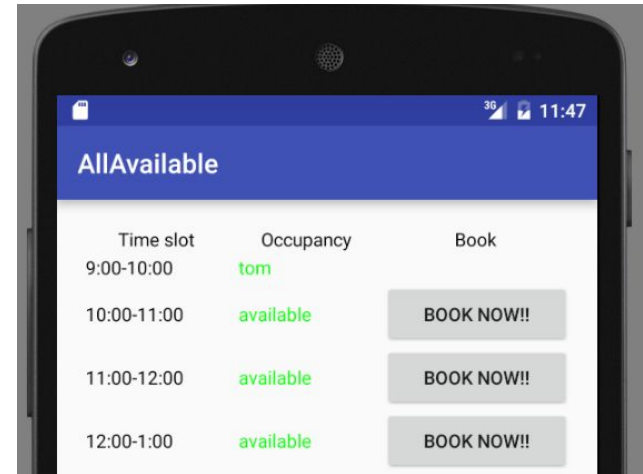 3G 11:47
AllAvailable
Time slot Occupancy Book
9:00-10:00 tom
10:00-11:00 available BOOK NOW!!
11:00-12:00 available BOOK NOW!!
12:00-1:00 available BOOK NOW!!